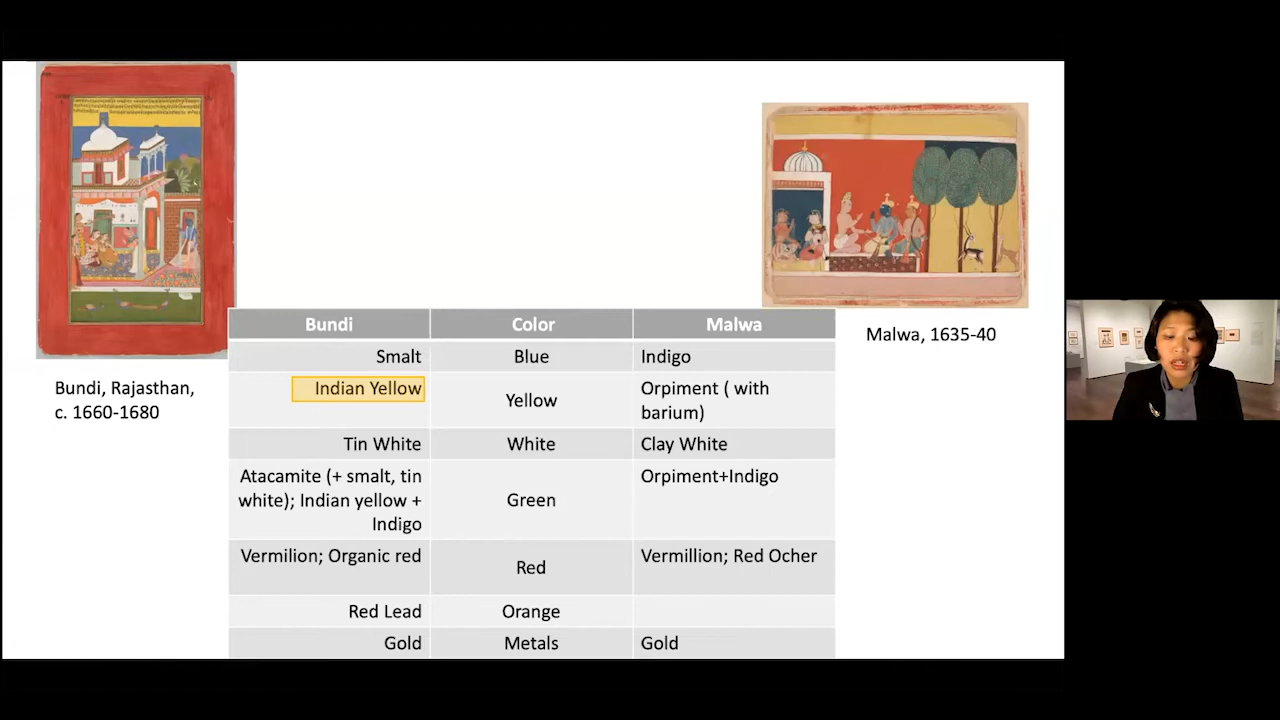 Bundi, Rajasthan,
c. 1660-1680
Malwa, 1635-40
Bundi Color Malwa
Smalt Blue Indigo
Indian Yellow Yellow Orpiment ( with
barium)
Tin White White Clay White
Atacamite (+ smalt, tin
white); Indian yellow +
Indigo Green Orpiment+Indigo
Vermilion; Organic red Red Vermillion; Red Ocher
Red Lead Orange
Gold Metals Gold